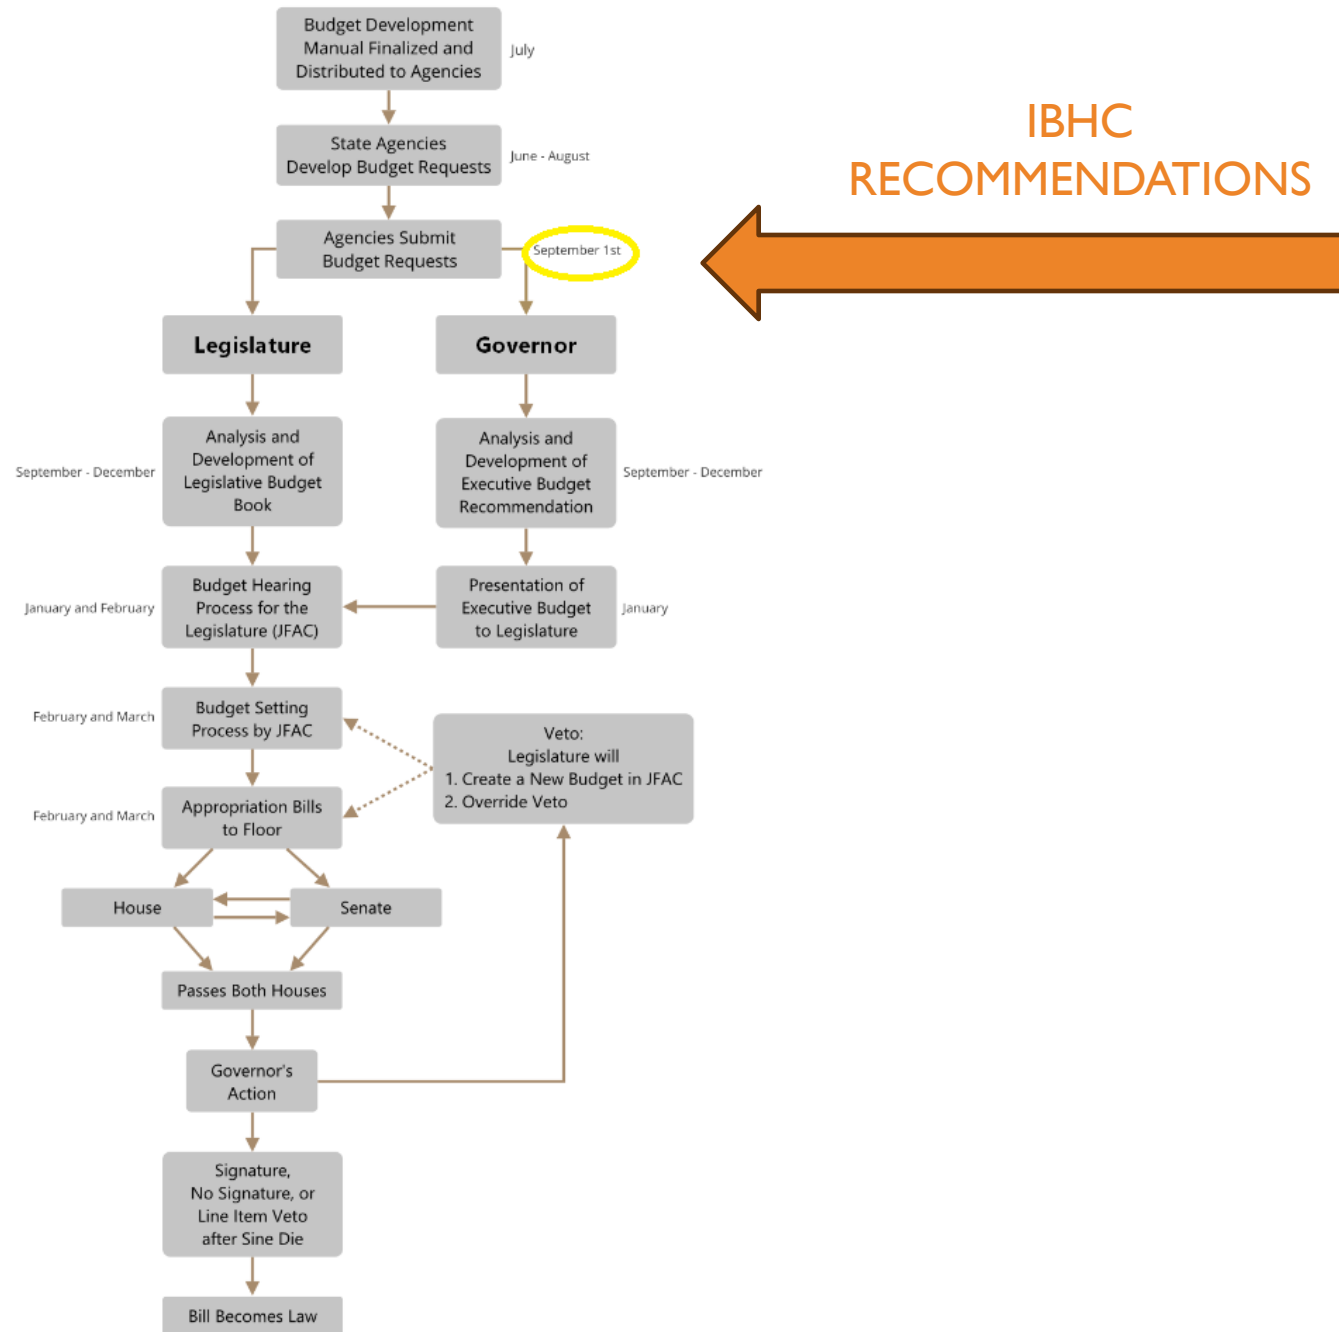 Budget Development
Manual Finalized and
Distributed to Agencies
July
IBHC
RECOMMENDATIONS
State Agencies
Develop Budget Requests
June - August
Agencies Submit
Budget Requests
September 1st
Legislature
Governor
September - December
Analysis and
Development of
Legislative Budget
Book
Analysis and
Development of
Executive Budget
Recommendation
September - December
January and February
Budget Hearing
Process for the
Legislature (JFAC)
Presentation of
Executive Budget
to Legislature
January
February and March
Budget Setting
Process by JFAC
Veto:
Legislature will
1. Create a New Budget in JFAC
2. Override Veto
February and March
Appropriation Bills
to Floor
House
Senate
Passes Both Houses
Governor's
Action
Signature,
No Signature, or
Line Item Veto
after Sine Die
Bill Becomes Law